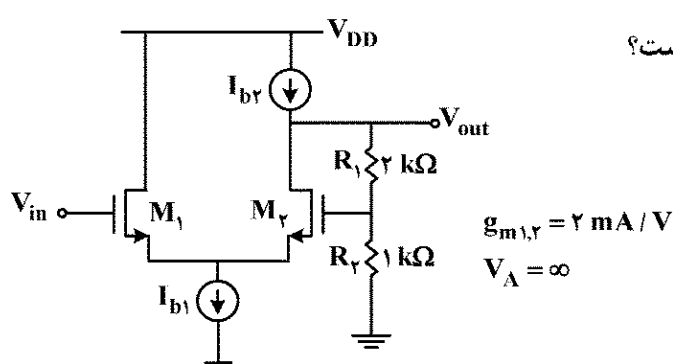 ست؟
V_DD
I_b۲
V_out
R_۱ ۲ kΩ
V_in
M_۱
M_۲
g_m۱,۲ = ۲ mA / V
R_۲ ۱ kΩ
V_A = ∞
I_b۱